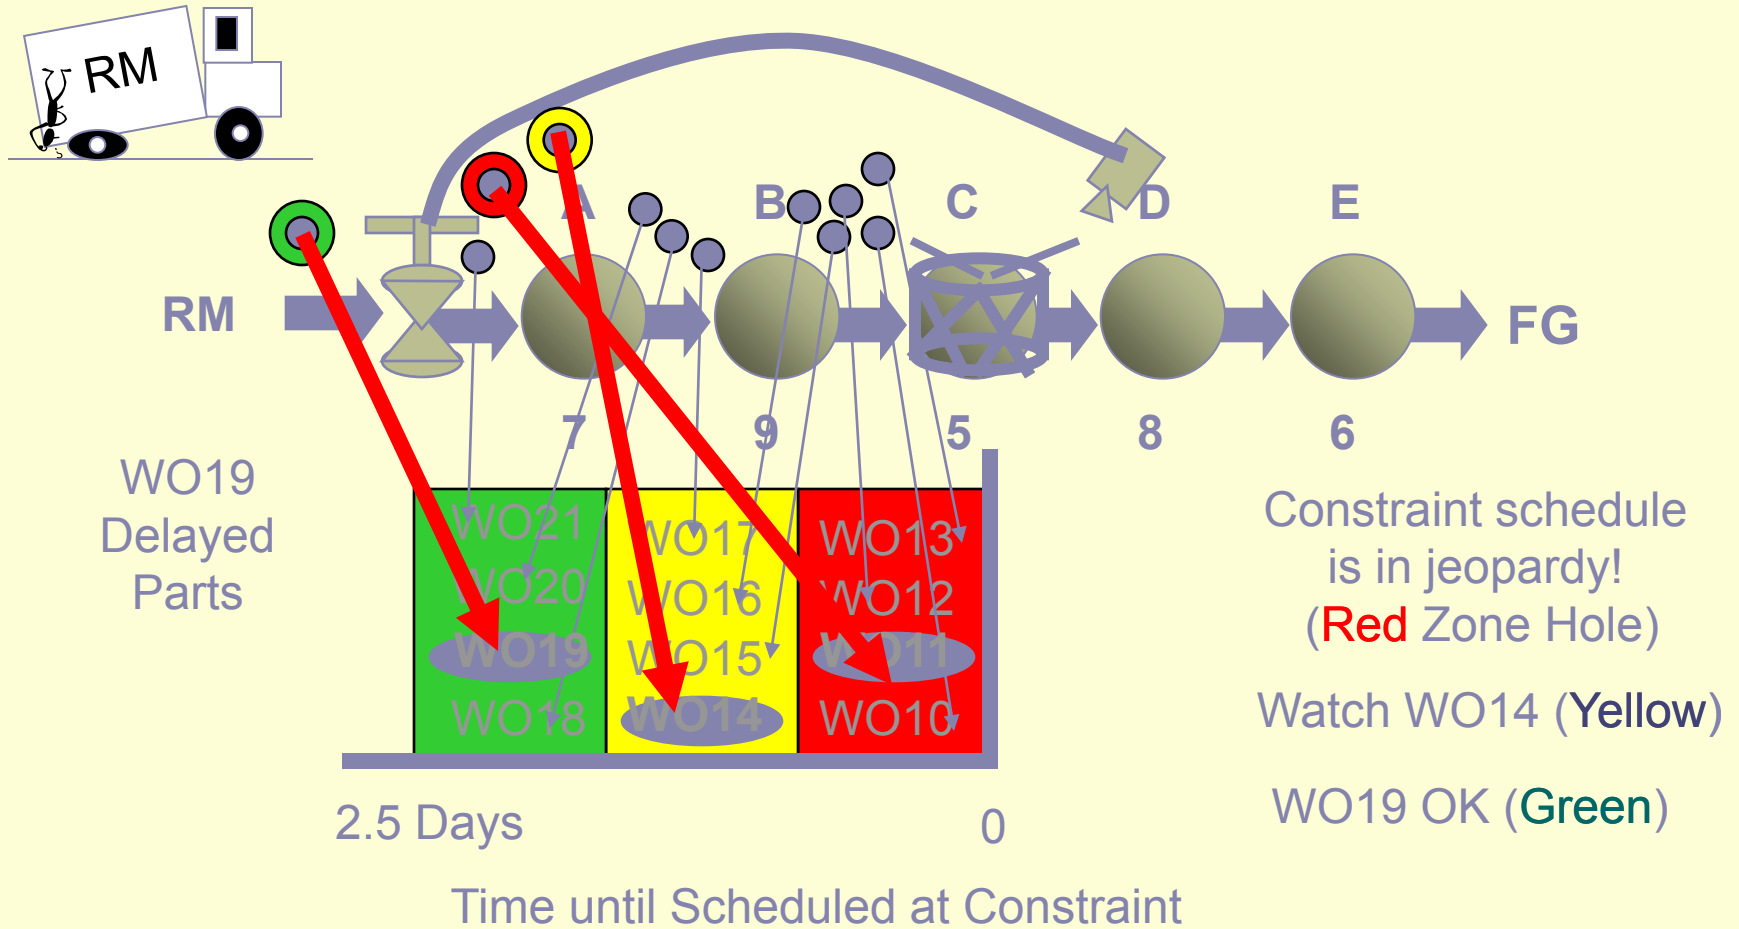 RM
A
B
C
D
E
RM
FG
7
9
5
8
6
WO19
Delayed
Parts
WO21
WO20
WO19
WO18
WO17
WO16
WO15
WO14
WO13
WO12
WO11
WO10
Constraint schedule
is in jeopardy!
(Red Zone Hole)
Watch WO14 (Yellow)
WO19 OK (Green)
2.5 Days
0
Time until Scheduled at Constraint